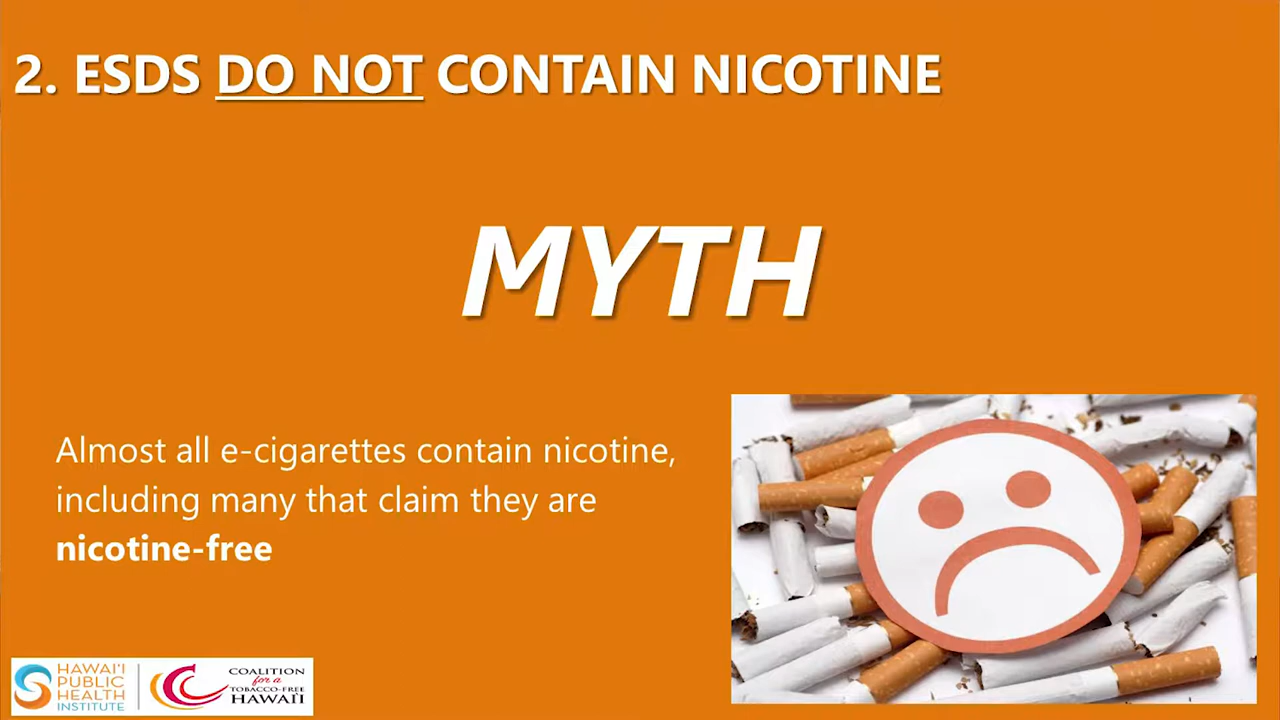 2. ESDS DO NOT CONTAIN NICOTINE
MYTH
Almost all e-cigarettes contain nicotine,
including many that claim they are
nicotine-free
HAWAI'I
PUBLIC
HEALTH
INSTITUTE
COALITION
for a
TOBACCO-FREE
HAWAI'I